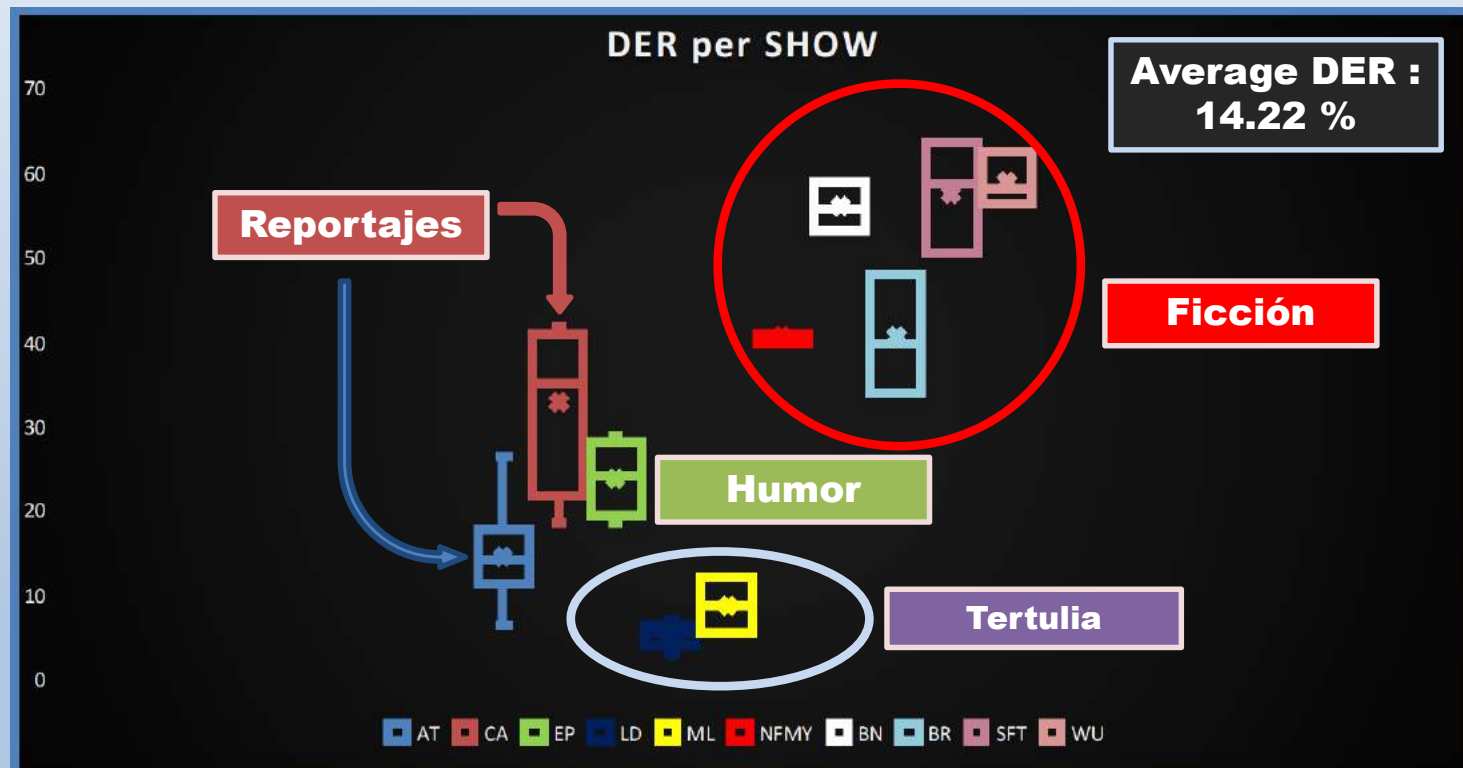 DER per SHOW
Average DER :
14.22 %
70
60
50
40
30
20
10
0
Reportajes
Ficción
Humor
Tertulia
AT CA EP LD ML NFMY BN BR SFT WU